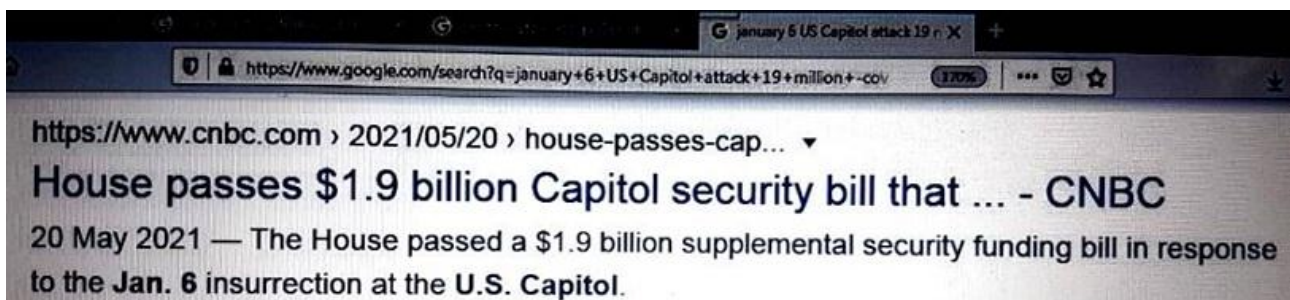 january 6 US Capitol attack 19 r
https://www.google.com/search?q=january+6+US+Capitol+attack+19+million+-cov 170%
https://www.cnbc.com › 2021/05/20 › house-passes-cap...
House passes $1.9 billion Capitol security bill that ... - CNBC
20 May 2021 — The House passed a $1.9 billion supplemental security funding bill in response
to the Jan. 6 insurrection at the U.S. Capitol.